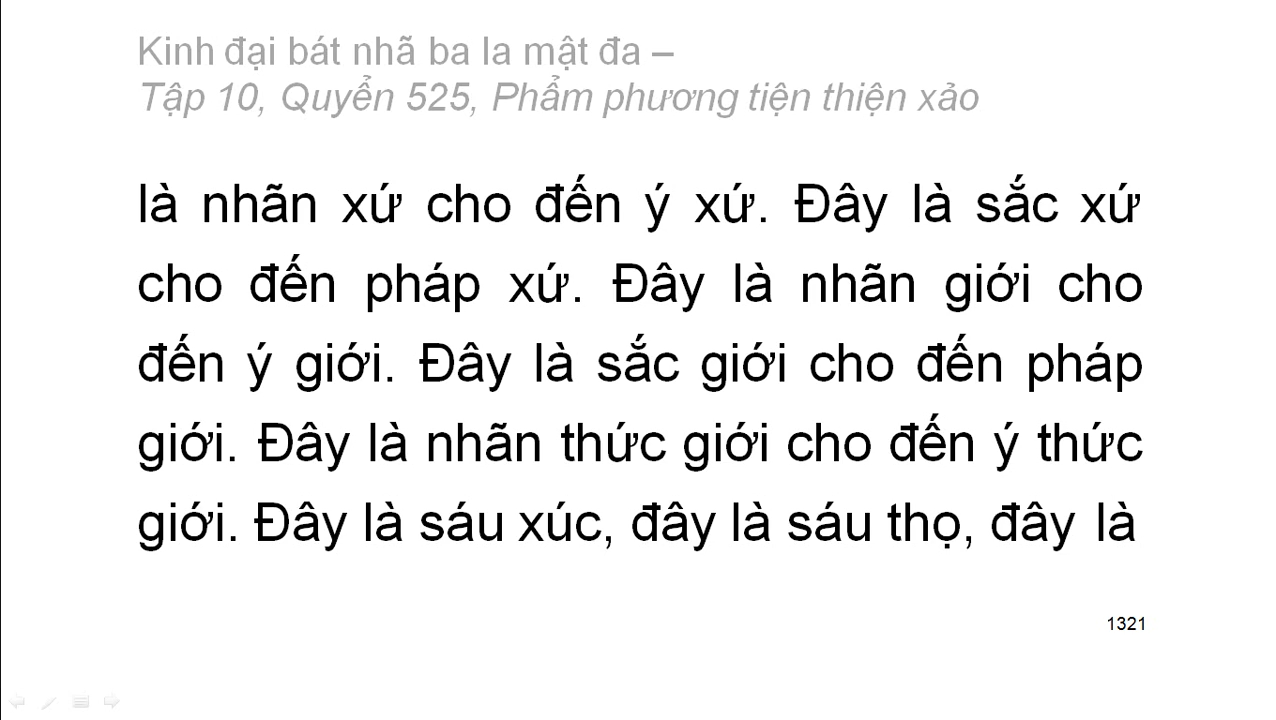 Kinh đại bát nhã ba la mật đa –
Tập 10, Quyển 525, Phẩm phương tiện thiện xảo
là nhãn xứ cho đến ý xứ. Đây là sắc xứ
cho đến pháp xứ. Đây là nhãn giới cho
đến ý giới. Đây là sắc giới cho đến pháp
giới. Đây là nhãn thức giới cho đến ý thức
giới. Đây là sáu xúc, đây là sáu thọ, đây là
1321